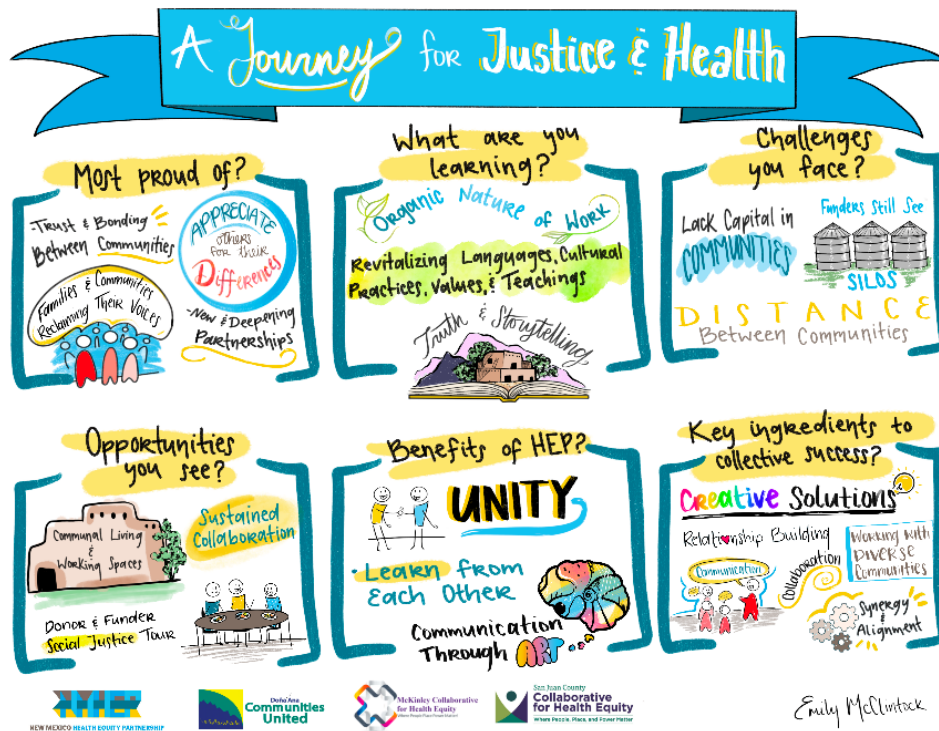 A Journey for Justice & Health
Most proud of?
-Trust & Bonding
Between Communities
APPRECIATE
others
for their
Differences
Families & Communities
Reclaiming Their Voices
-New & Deepening
Partnerships
What are you
learning?
Organic Nature of Work
Revitalizing Languages, Cultural
Practices, Values, & Teachings
Truth & Storytelling
Challenges
you face?
Lack Capital in
COMMUNITIES
Funders Still See
SILOS
DISTANCE
Between Communities
Opportunities
you see?
Communal Living
&
Working Spaces
Sustained
Collaboration
Donor & Funder
Social Justice Tour
Benefits of HEP?
UNITY
• Learn from
Each Other
Communication
Through ART
Key ingredients to
collective success?
Creative Solutions
Relationship Building
Communication
Collaboration
Working with
DIVERSE
Communities
Synergy
&
Alignment
NEW MEXICO HEALTH EQUITY PARTNERSHIP
Doña Ana
Communities
United
McKinley Collaborative
for Health Equity
Where People Place Power Matter!
San Juan County
Collaborative
for Health Equity
Where People, Place, and Power Matter
Emily McClintock